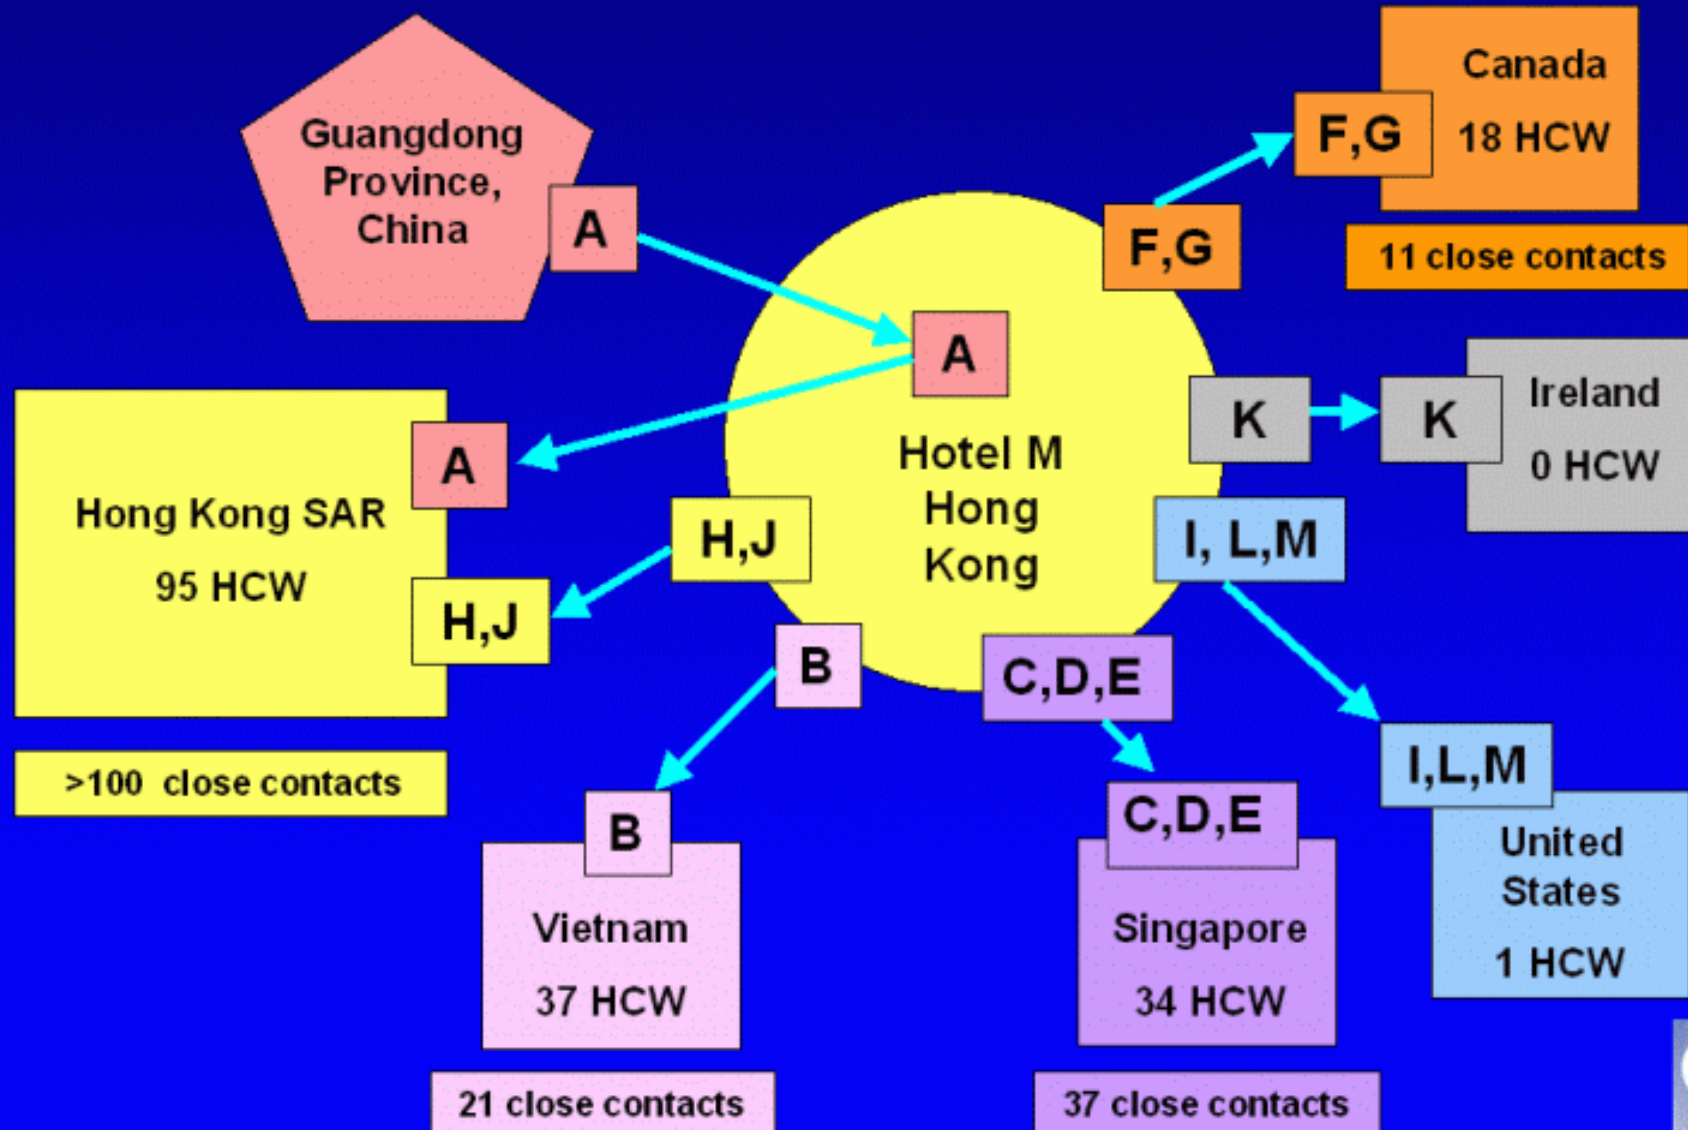 Guangdong
Province,
China
A
A
Hotel M
Hong
Kong
F,G
F,G
Canada
18 HCW
11 close contacts
K
K
Ireland
0 HCW
A
Hong Kong SAR
95 HCW
H,J
H,J
>100 close contacts
B
B
Vietnam
37 HCW
21 close contacts
C,D,E
C,D,E
Singapore
34 HCW
37 close contacts
I, L,M
I,L,M
United
States
1 HCW